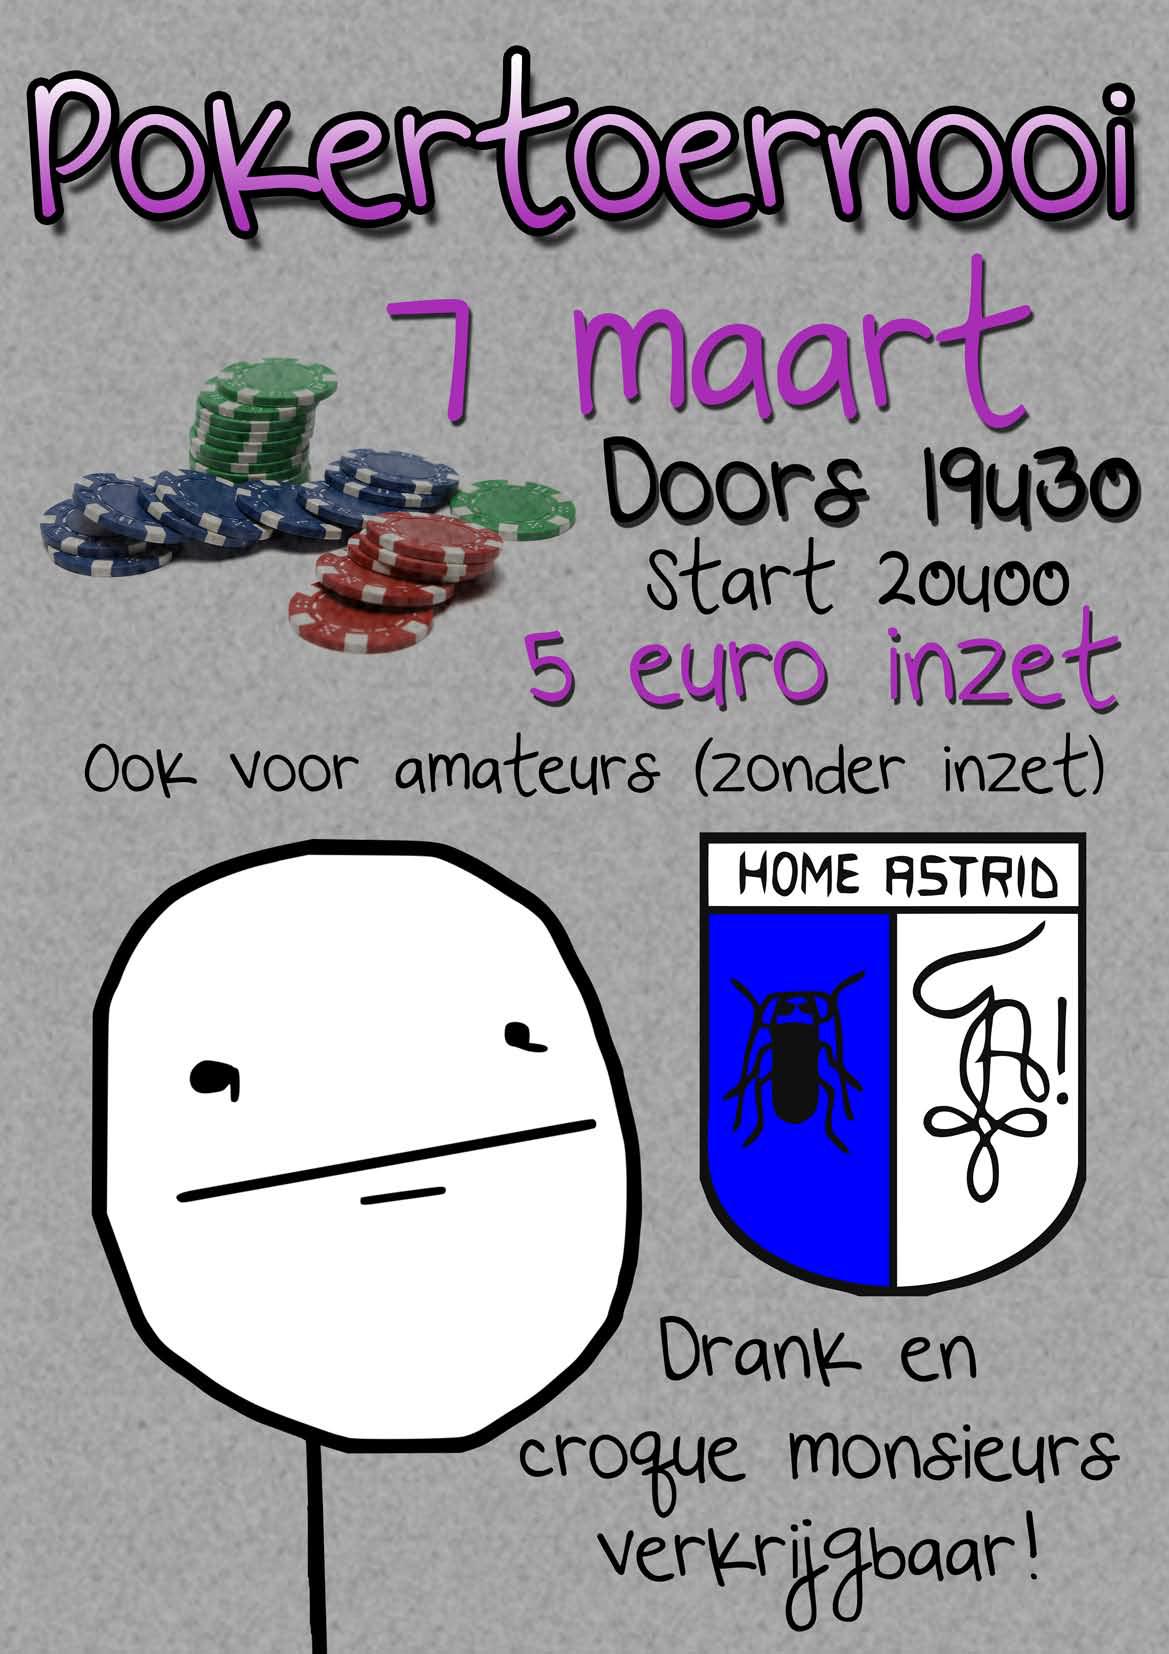 Pokertoernooi
7 maart
Doors 19u30
Start 20u00
5 euro inzet
Ook voor amateurs (zonder inzet)
HOME ASTRID
A!
Drank en
croque monsieurs
verkrijgbaar!